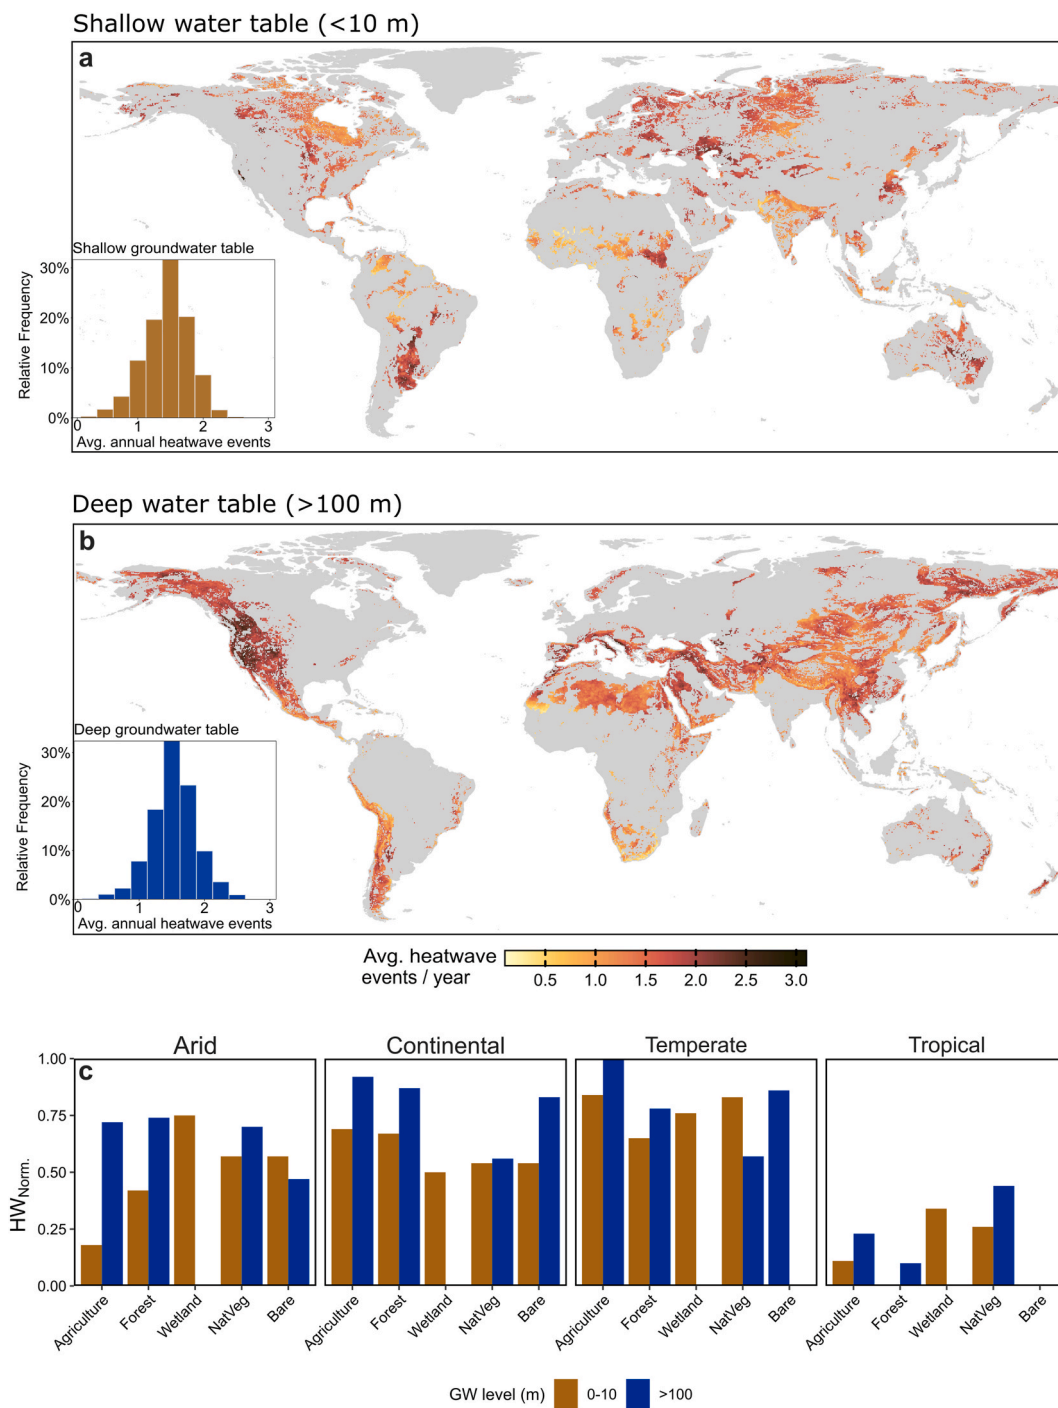 Shallow water table (<10 m)
a
Shallow groundwater table
30%
20%
10%
0%
Relative Frequency
0 1 2 3
Avg. annual heatwave events
Deep water table (>100 m)
b
Deep groundwater table
30%
20%
10%
0%
Relative Frequency
0 1 2 3
Avg. annual heatwave events
Avg. heatwave
events / year
0.5 1.0 1.5 2.0 2.5 3.0
Arid Continental Temperate Tropical
c
1.00
0.75
0.50
0.25
0.00
HWNorm.
Agriculture Forest Wetland NatVeg Bare Agriculture Forest Wetland NatVeg Bare Agriculture Forest Wetland NatVeg Bare Agriculture Forest Wetland NatVeg Bare
GW level (m) 0-10 >100